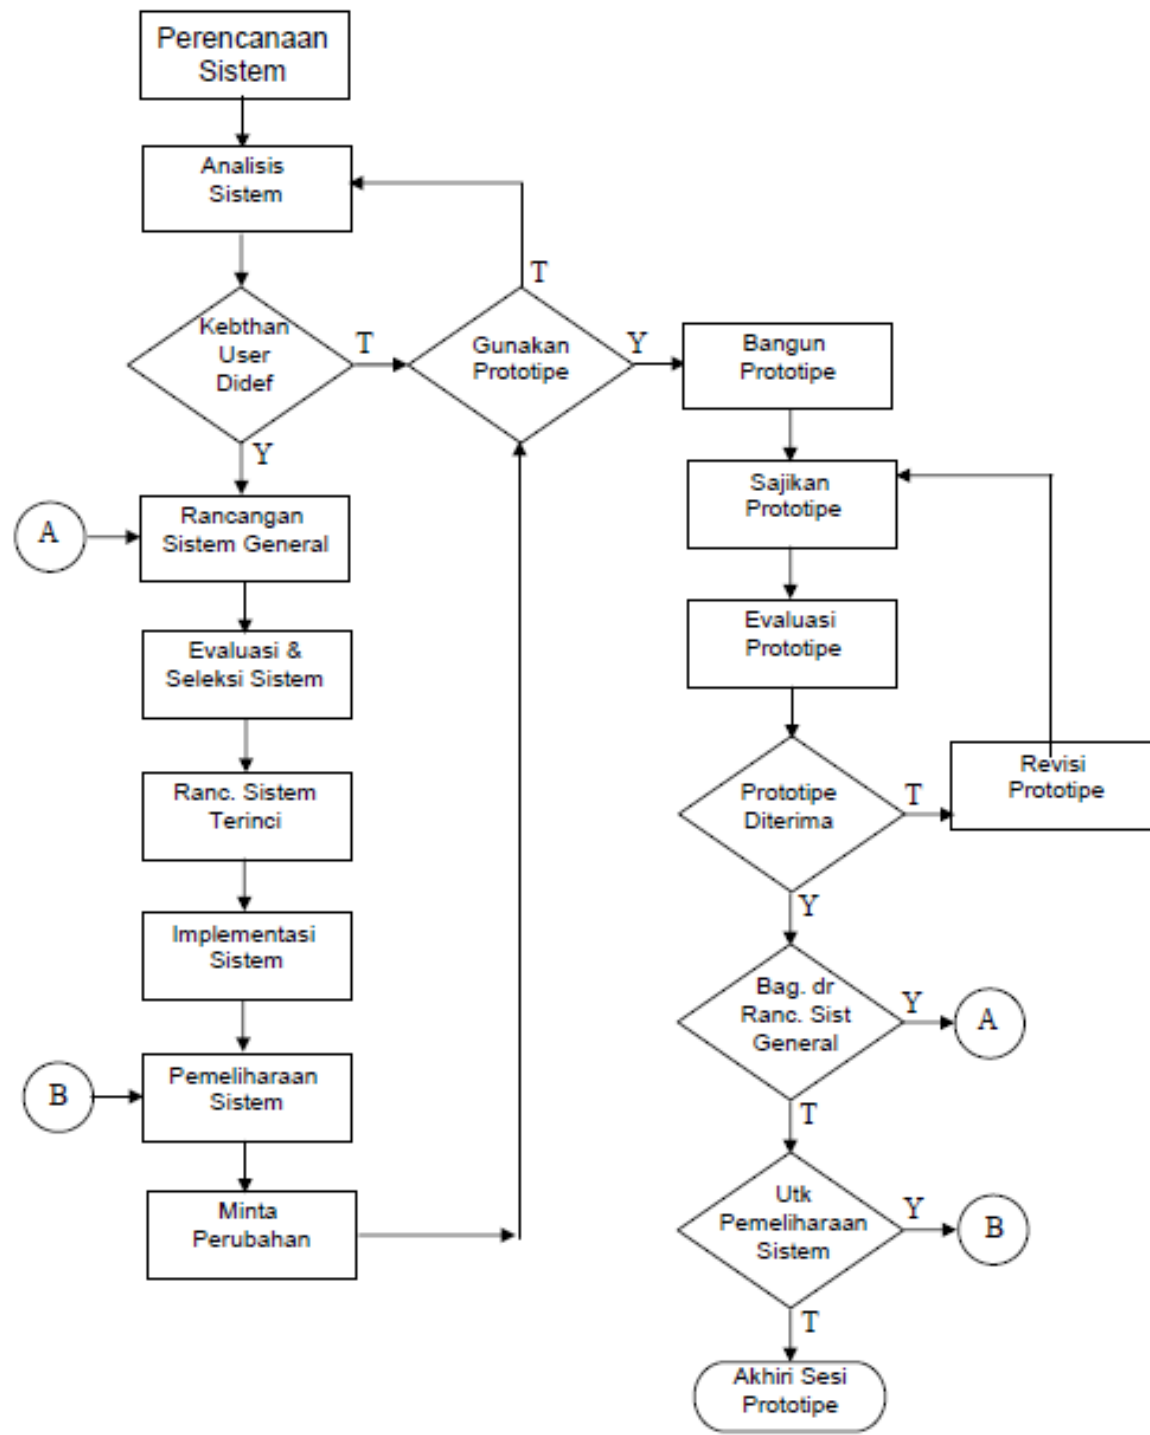 Perencanaan
Sistem
Analisis
Sistem
T
Kebthan
User
Didef
T
Gunakan
Prototipe
Y
Bangun
Prototipe
Y
Sajikan
Prototipe
A
Rancangan
Sistem General
Evaluasi &
Seleksi Sistem
Evaluasi
Prototipe
Ranc. Sistem
Terinci
Prototipe
Diterima
T
Revisi
Prototipe
Y
Implementasi
Sistem
Bag. dr
Ranc. Sist
General
Y
A
B
Pemeliharaan
Sistem
T
Minta
Perubahan
Utk
Pemeliharaan
Sistem
Y
B
T
Akhiri Sesi
Prototipe